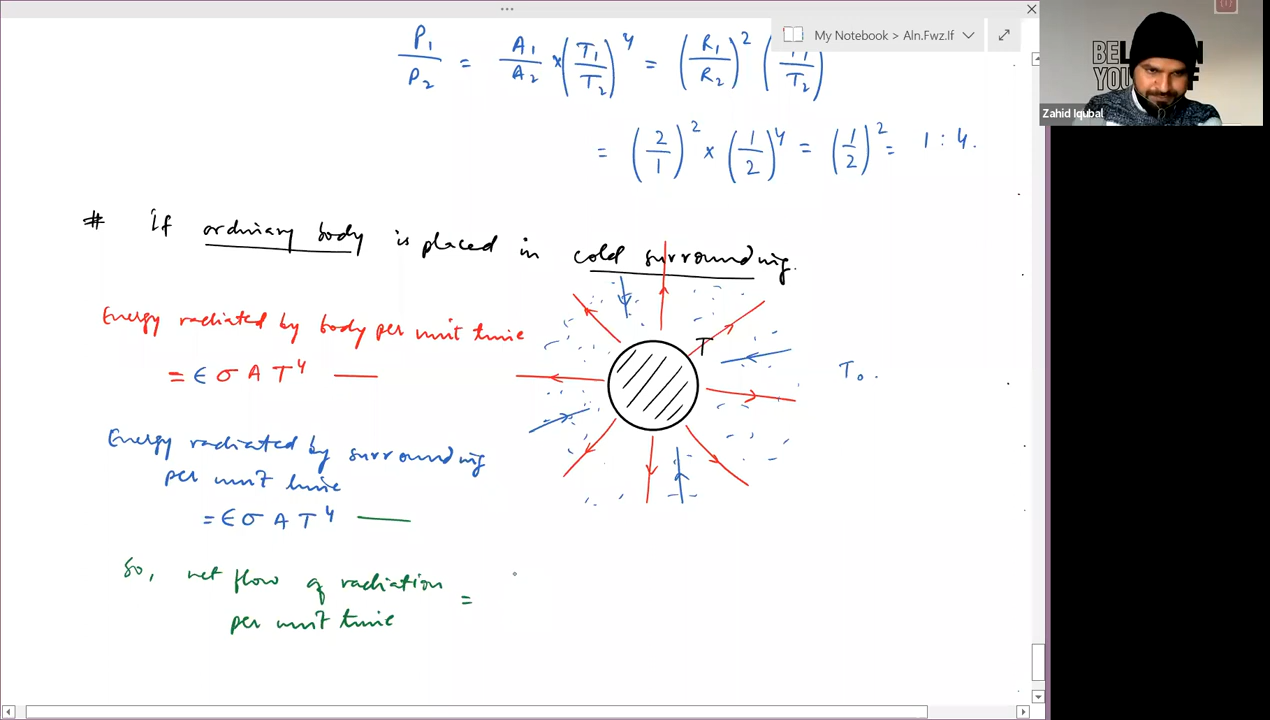 My Notebook > Aln.Fwz.If
BE
YOU F
Zahid Iqubal
P₁/P₂ = A₁/A₂ × (T₁/T₂)⁴ = (R₁/R₂)² (T₁/T₂)
= (2/1)² × (1/2)⁴ = (1/2)² = 1 : 4.
# If ordinary body is placed in cold surrounding.
Energy radiated by body per unit time
= ϵ σ A T⁴ —
T
T₀.
Energy radiated by surrounding
per unit time
= ϵ σ A T⁴ —
So, net flow of radiation
per unit time =